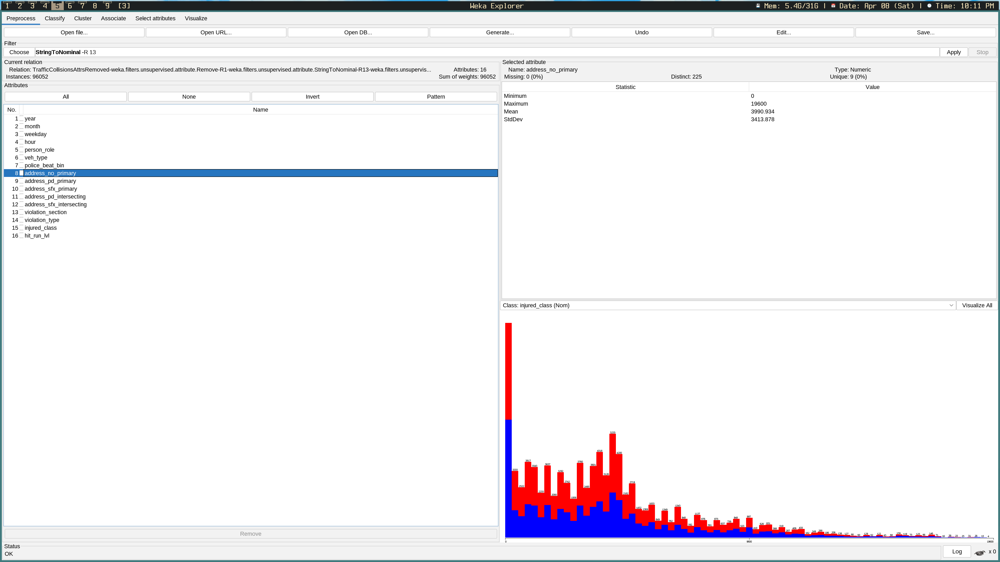 1 2 3 4 5 6 7 8 9 [3] Weka Explorer Mem: 5.4G/31G | Date: Apr 08 (Sat) | Time: 10:11 PM
Preprocess Classify Cluster Associate Select attributes Visualize
Open file... Open URL... Open DB... Generate... Undo Edit... Save...
Filter
Choose StringToNominal -R 13 Apply Stop
Current relation
Relation: TrafficCollisionsAttrsRemoved-weka.filters.unsupervised.attribute.Remove-R1-weka.filters.unsupervised.attribute.StringToNominal-R13-weka.filters.unsupervis... Attributes: 16
Instances: 96052 Sum of weights: 96052
Attributes
All None Invert Pattern
No. Name
1 year
2 month
3 weekday
4 hour
5 person_role
6 veh_type
7 police_beat_bin
8 address_no_primary
9 address_pd_primary
10 address_sfx_primary
11 address_pd_intersecting
12 address_sfx_intersecting
13 violation_section
14 violation_type
15 injured_class
16 hit_run_lvl
Remove
Selected attribute
Name: address_no_primary Type: Numeric
Missing: 0 (0%) Distinct: 225 Unique: 9 (0%)
Statistic Value
Minimum 0
Maximum 19600
Mean 3990.934
StdDev 3413.878
Class: injured_class (Nom) Visualize All
3355 2522 3817 3543 2255 3637 2095 3292 2742 1956 3760 2495 3601 4318 3126 5235 4200 2162 2719 1432 1369 1653 849 1349 782 1545 948 592 1137 876 561 875 637 736 948 523 997 410 626 651 388 519 287 406 435 162 249 288 186 206 138 127 88 60 129 62 122 43 68 159 119 75 123 86 146 71 16 36 25 25 31 26 15 4
0 9800 19600
Status
OK
Log x 0